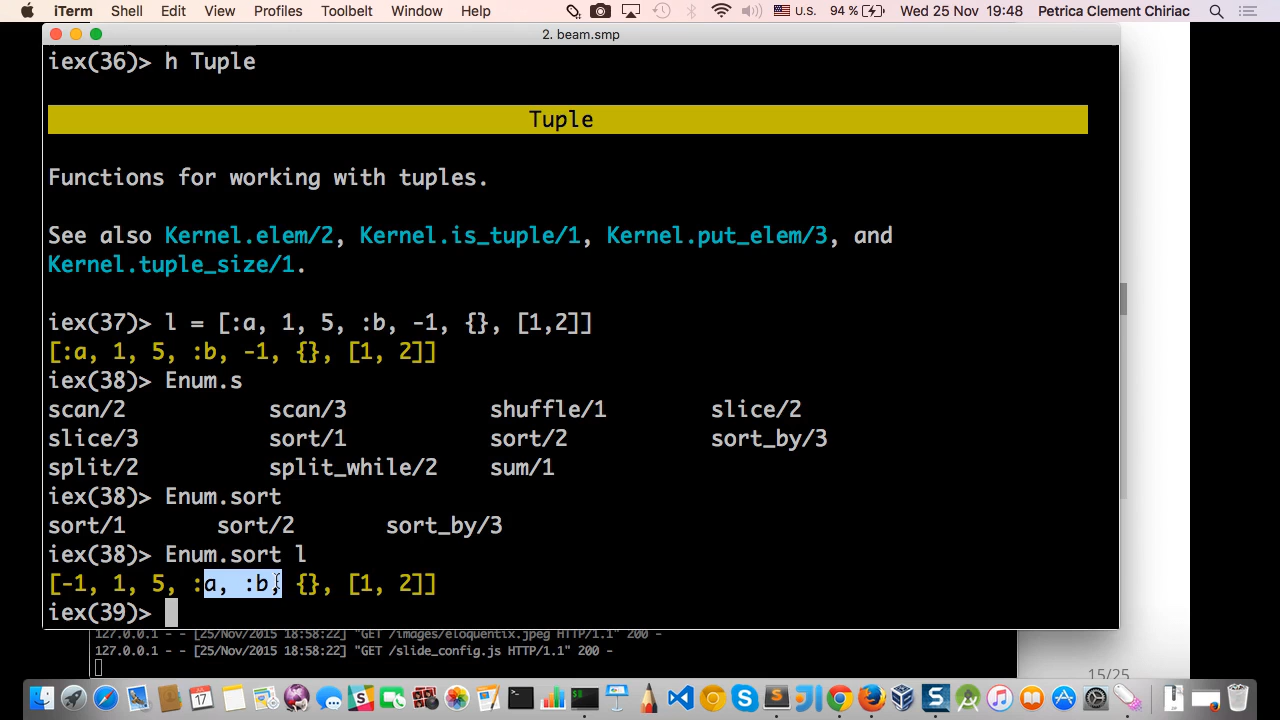 iTerm Shell Edit View Profiles Toolbelt Window Help U.S. 94 % Wed 25 Nov 19:48 Petrica Clement Chiriac
2. beam.smp
iex(36)> h Tuple
Tuple
Functions for working with tuples.
See also Kernel.elem/2, Kernel.is_tuple/1, Kernel.put_elem/3, and
Kernel.tuple_size/1.
iex(37)> l = [:a, 1, 5, :b, -1, {}, [1,2]]
[:a, 1, 5, :b, -1, {}, [1, 2]]
iex(38)> Enum.s
scan/2 scan/3 shuffle/1 slice/2
slice/3 sort/1 sort/2 sort_by/3
split/2 split_while/2 sum/1
iex(38)> Enum.sort
sort/1 sort/2 sort_by/3
iex(38)> Enum.sort l
[-1, 1, 5, :a, :b, {}, [1, 2]]
iex(39)>
127.0.0.1 - - [25/Nov/2015 18:58:22] "GET /images/eloquentix.jpeg HTTP/1.1" 200 -
127.0.0.1 - - [25/Nov/2015 18:58:22] "GET /slide_config.js HTTP/1.1" 200 -
15/25
17